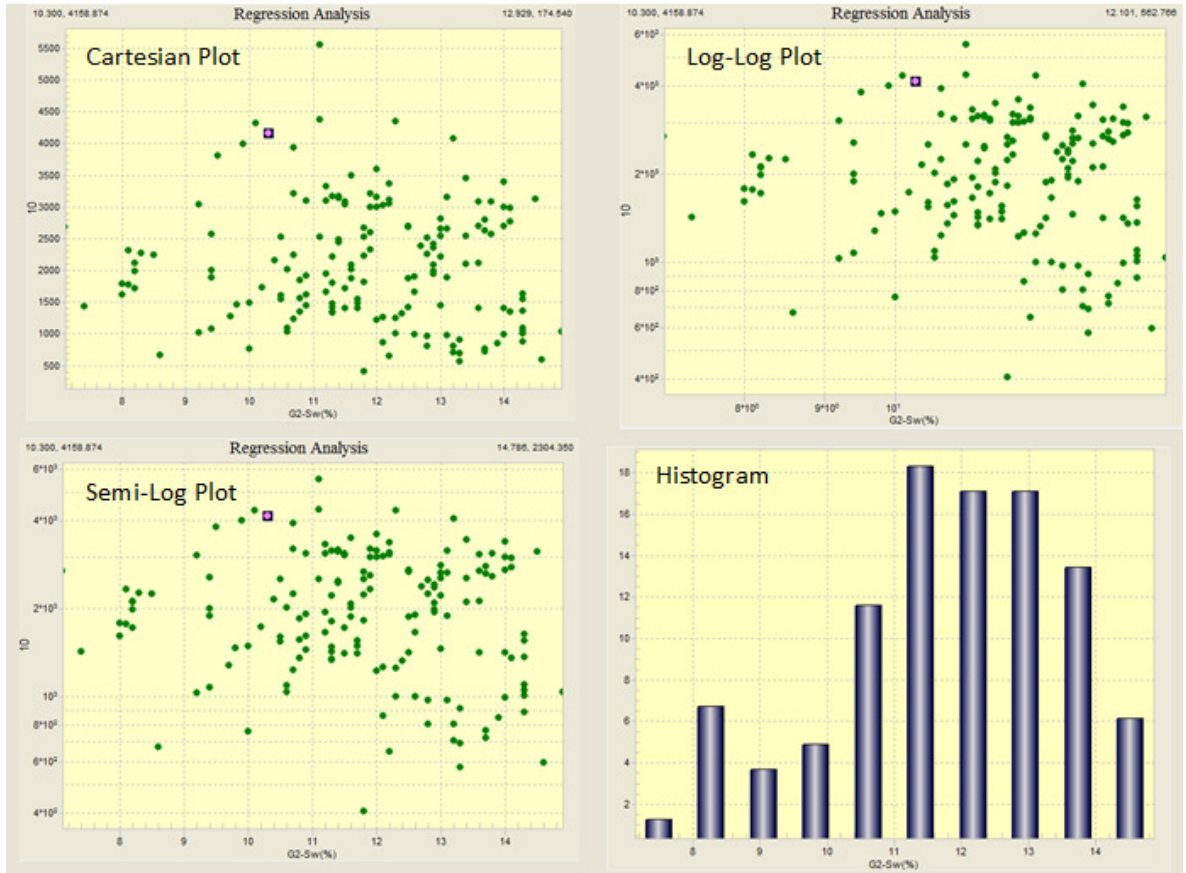 10.300, 4158.874 Regression Analysis 12.929, 174.540
Cartesian Plot
5500
5000
4500
4000
10
3000
2500
2000
1500
1000
500
8 9 10 11 12 13 14
G2-Sw(%)
10.300, 4158.874 Regression Analysis 12.101, 562.766
Log-Log Plot
6*10³
4*10³
2*10³
10
10³
8*10²
6*10²
4*10²
8*10⁰ 9*10⁰ 10¹
G2-Sw(%)
10.300, 4158.874 Regression Analysis 14.786, 2304.350
Semi-Log Plot
6*10³
4*10³
2*10³
10
10³
8*10²
6*10²
4*10²
8 9 10 11 12 13 14
G2-Sw(%)
Histogram
18
16
14
12
10
8
6
4
2
8 9 10 11 12 13 14
G2-Sw(%)